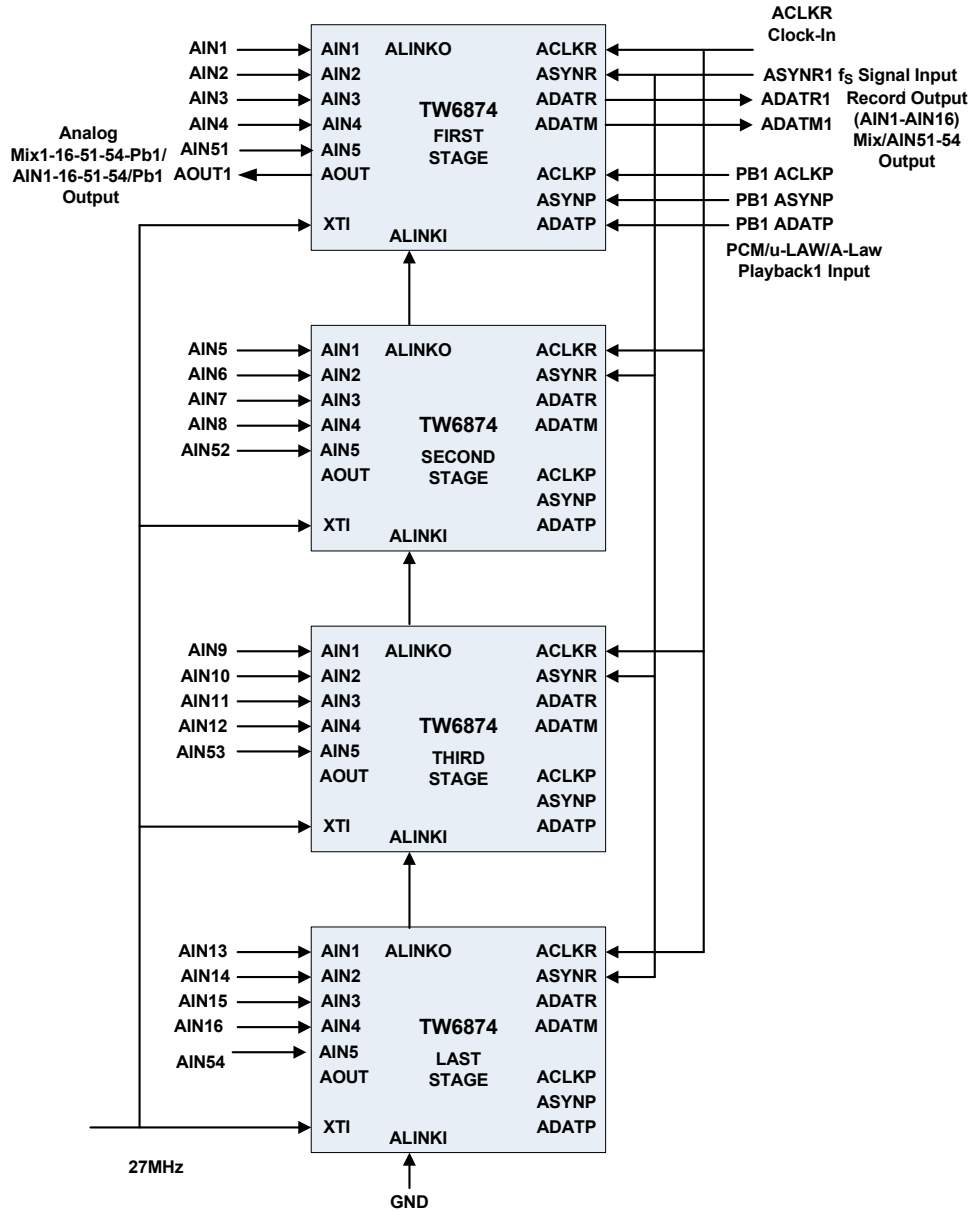 ACLKR
Clock-In
AIN1 AIN1 ALINKO ACLKR
AIN2 AIN2 ASYNR ASYNR1 fS Signal Input
AIN3 AIN3 TW6874 ADATR ADATR1 Record Output
AIN4 AIN4 FIRST ADATM ADATM1 (AIN1-AIN16)
Analog AIN51 AIN5 STAGE Mix/AIN51-54
Mix1-16-51-54-Pb1/ Output
AIN1-16-51-54/Pb1 AOUT1 AOUT ACLKP PB1 ACLKP
Output ASYNP PB1 ASYNP
XTI ALINKI ADATP PB1 ADATP
PCM/u-LAW/A-Law
Playback1 Input
AIN5 AIN1 ALINKO ACLKR
AIN6 AIN2 ASYNR
AIN7 AIN3 ADATR
AIN8 AIN4 TW6874 ADATM
AIN52 AIN5 SECOND
AOUT STAGE ACLKP
ASYNP
XTI ADATP
ALINKI
AIN9 AIN1 ALINKO ACLKR
AIN10 AIN2 ASYNR
AIN11 AIN3 ADATR
AIN12 AIN4 TW6874 ADATM
AIN53 AIN5 THIRD
AOUT STAGE ACLKP
ASYNP
XTI ADATP
ALINKI
AIN13 AIN1 ALINKO ACLKR
AIN14 AIN2 ASYNR
AIN15 AIN3 ADATR
AIN16 AIN4 TW6874 ADATM
AIN54 AIN5 LAST
AOUT STAGE ACLKP
ASYNP
XTI ADATP
ALINKI
27MHz
GND